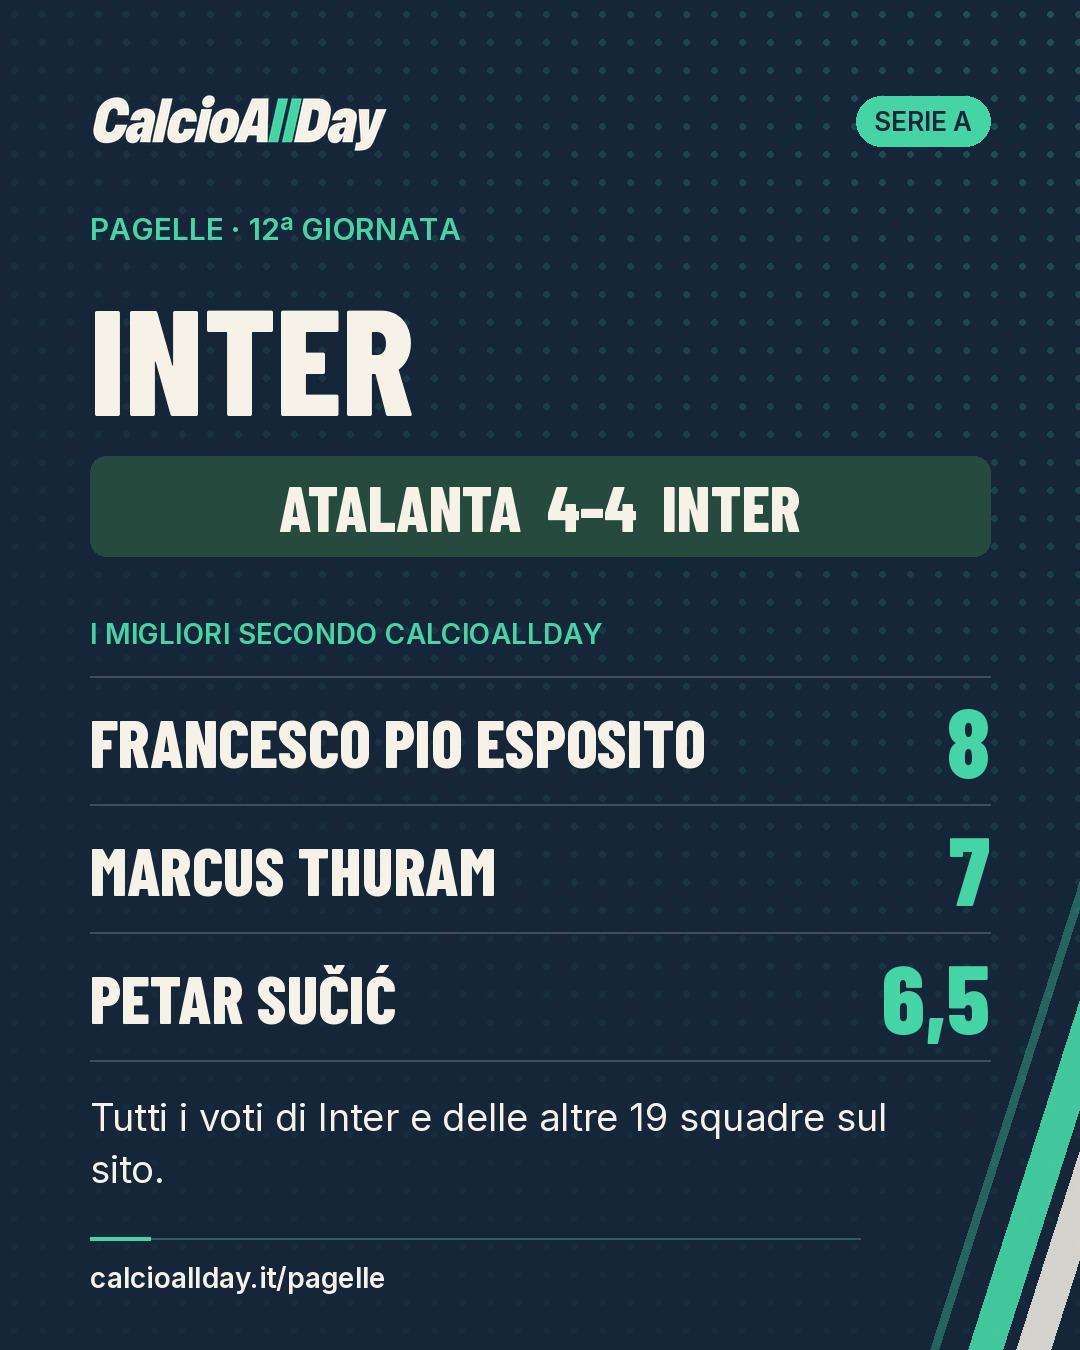 CalcioAllDay
SERIE A
PAGELLE · 12ª GIORNATA
INTER
ATALANTA 4–4 INTER
I MIGLIORI SECONDO CALCIOALLDAY
FRANCESCO PIO ESPOSITO 8
MARCUS THURAM 7
PETAR SUČIĆ 6,5
Tutti i voti di Inter e delle altre 19 squadre sul
sito.
calcioallday.it/pagelle